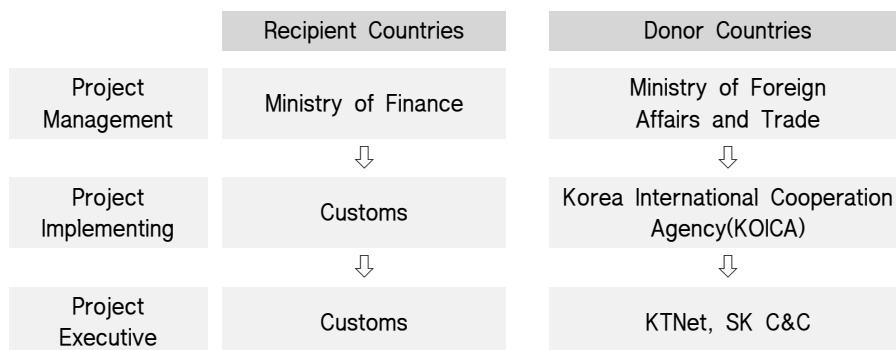 Recipient Countries
Donor Countries
Project
Management
Ministry of Finance
Ministry of Foreign
Affairs and Trade
Project
Implementing
Customs
Korea International Cooperation
Agency(KOICA)
Project
Executive
Customs
KTNet, SK C&C